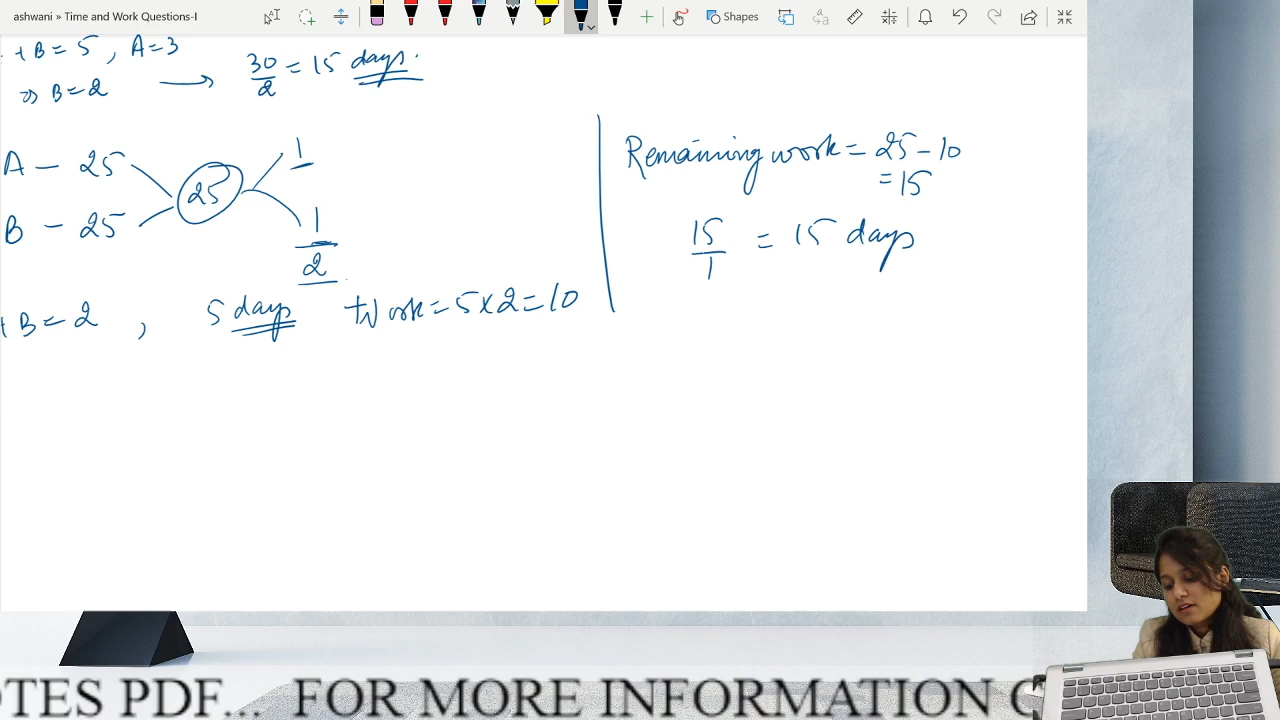 ashwani » Time and Work Questions-I
Shapes
+B = 5, A = 3
⇒ B = 2 → 30/2 = 15 days.
A — 25
25
1
B — 25
1
2
+B = 2, 5 days Work = 5×2 = 10
Remaining work = 25 – 10
= 15
15/1 = 15 days
OTES PDF... FOR MORE INFORMATION